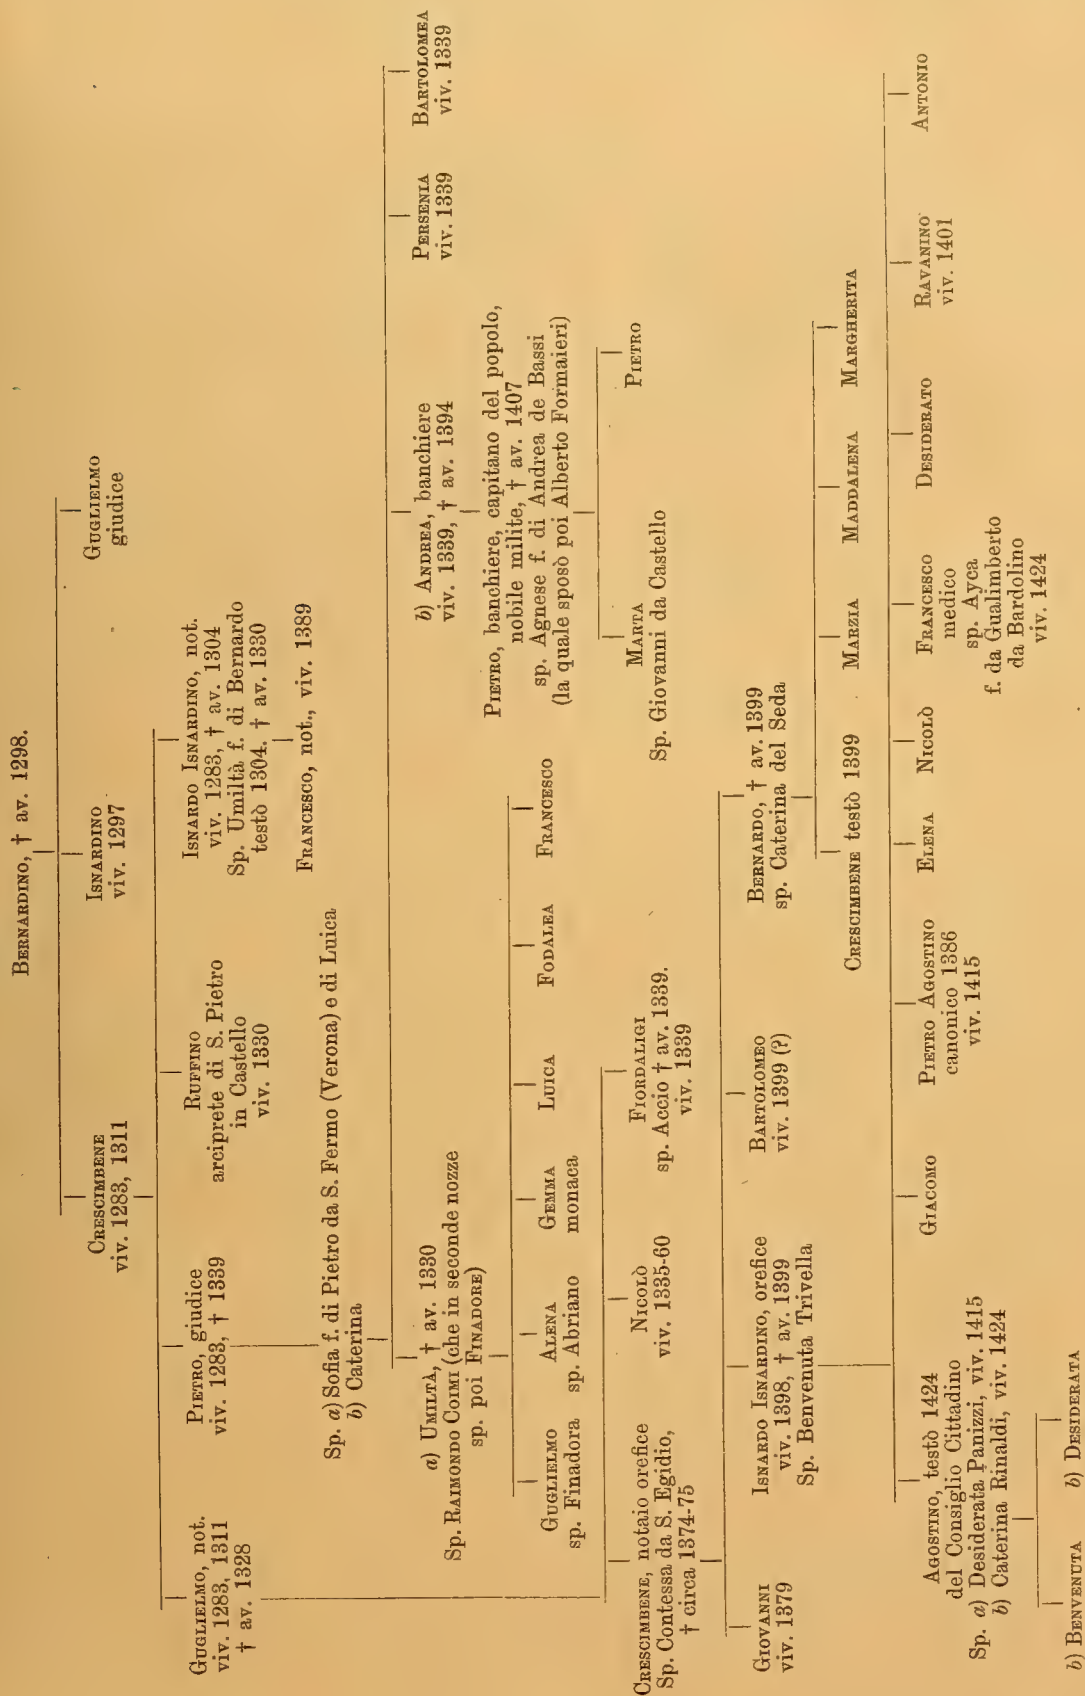 BERNARDINO, † av. 1298.
CRESCIMBENE
viv. 1283, 1311
ISNARDINO
viv. 1297
GUGLIELMO
giudice
GUGLIELMO, not.
viv. 1283, 1311
† av. 1328
PIETRO, giudice
viv. 1283, † 1339
RUFFINO
arciprete di S. Pietro
in Castello
viv. 1330
ISNARDO ISNARDINO, not.
viv. 1283, † av. 1304
Sp. Umiltà f. di Bernardo
testò 1304. † av. 1330
Sp. a) Sofia f. di Pietro da S. Fermo (Verona) e di Luica
b) Caterina
FRANCESCO, not., viv. 1389
a) UMILTÀ, † av. 1330
Sp. RAIMONDO COIMI (che in seconde nozze
sp. poi FINADORE)
b) ANDREA, banchiere
viv. 1339, † av. 1394
PERSENIA
viv. 1339
BARTOLOMEA
viv. 1339
PIETRO, banchiere, capitano del popolo,
nobile milite, † av. 1407
sp. Agnese f. di Andrea de Bassi
(la quale sposò poi Alberto Formaieri)
GUGLIELMO
sp. Finadora
ALENA
sp. Abriano
GEMMA
monaca
LUICA
FODALEA
FRANCESCO
MARTA
Sp. Giovanni da Castello
PIETRO
CRESCIMBENE, notaio orefice
Sp. Contessa da S. Egidio,
† circa 1374-75
NICOLÒ
viv. 1335-60
FIORDALIGI
sp. Accio † av. 1339.
viv. 1339
GIOVANNI
viv. 1379
ISNARDO ISNARDINO, orefice
viv. 1398, † av. 1399
Sp. Benvenuta Trivella
BARTOLOMEO
viv. 1399 (?)
BERNARDO, † av. 1399
sp. Caterina del Seda
CRESCIMBENE testò 1399
MARZIA
MADDALENA
MARGHERITA
AGOSTINO, testò 1424
del Consiglio Cittadino
Sp. a) Desiderata Panizzi, viv. 1415
b) Caterina Rinaldi, viv. 1424
GIACOMO
PIETRO AGOSTINO
canonico 1386
viv. 1415
ELENA
NICOLÒ
FRANCESCO
medico
sp. Ayca
f. da Gualimberto
da Bardolino
viv. 1424
DESIDERATO
RAVANINO
viv. 1401
ANTONIO
b) BENVENUTA
b) DESIDERATA